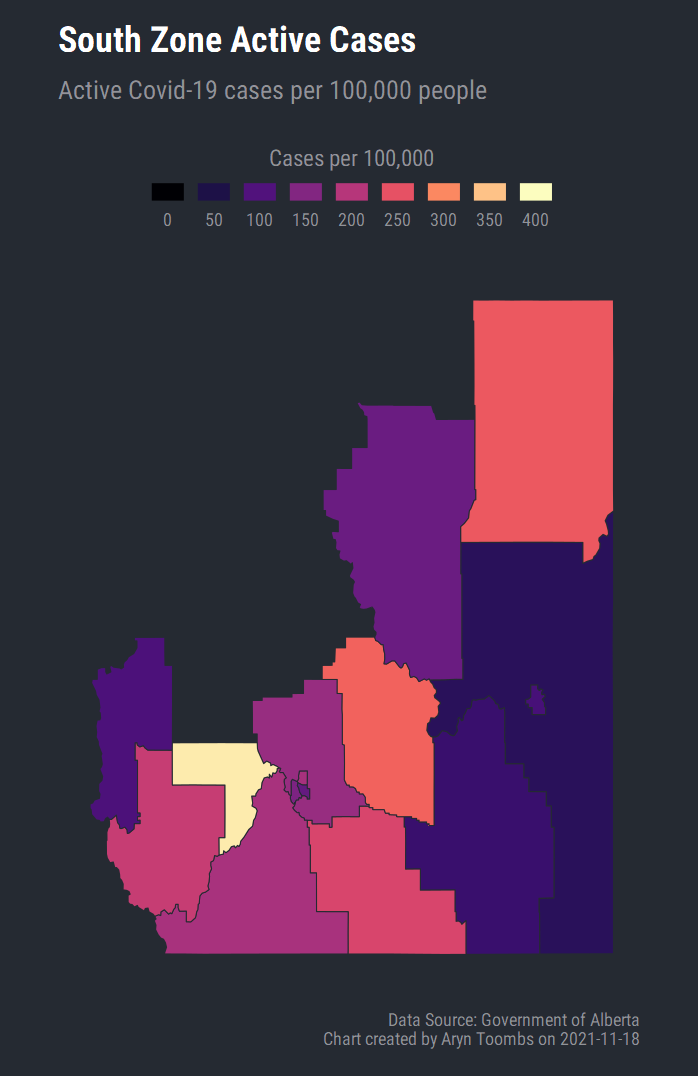 South Zone Active Cases
Active Covid-19 cases per 100,000 people
Cases per 100,000
0 50 100 150 200 250 300 350 400
Data Source: Government of Alberta
Chart created by Aryn Toombs on 2021-11-18